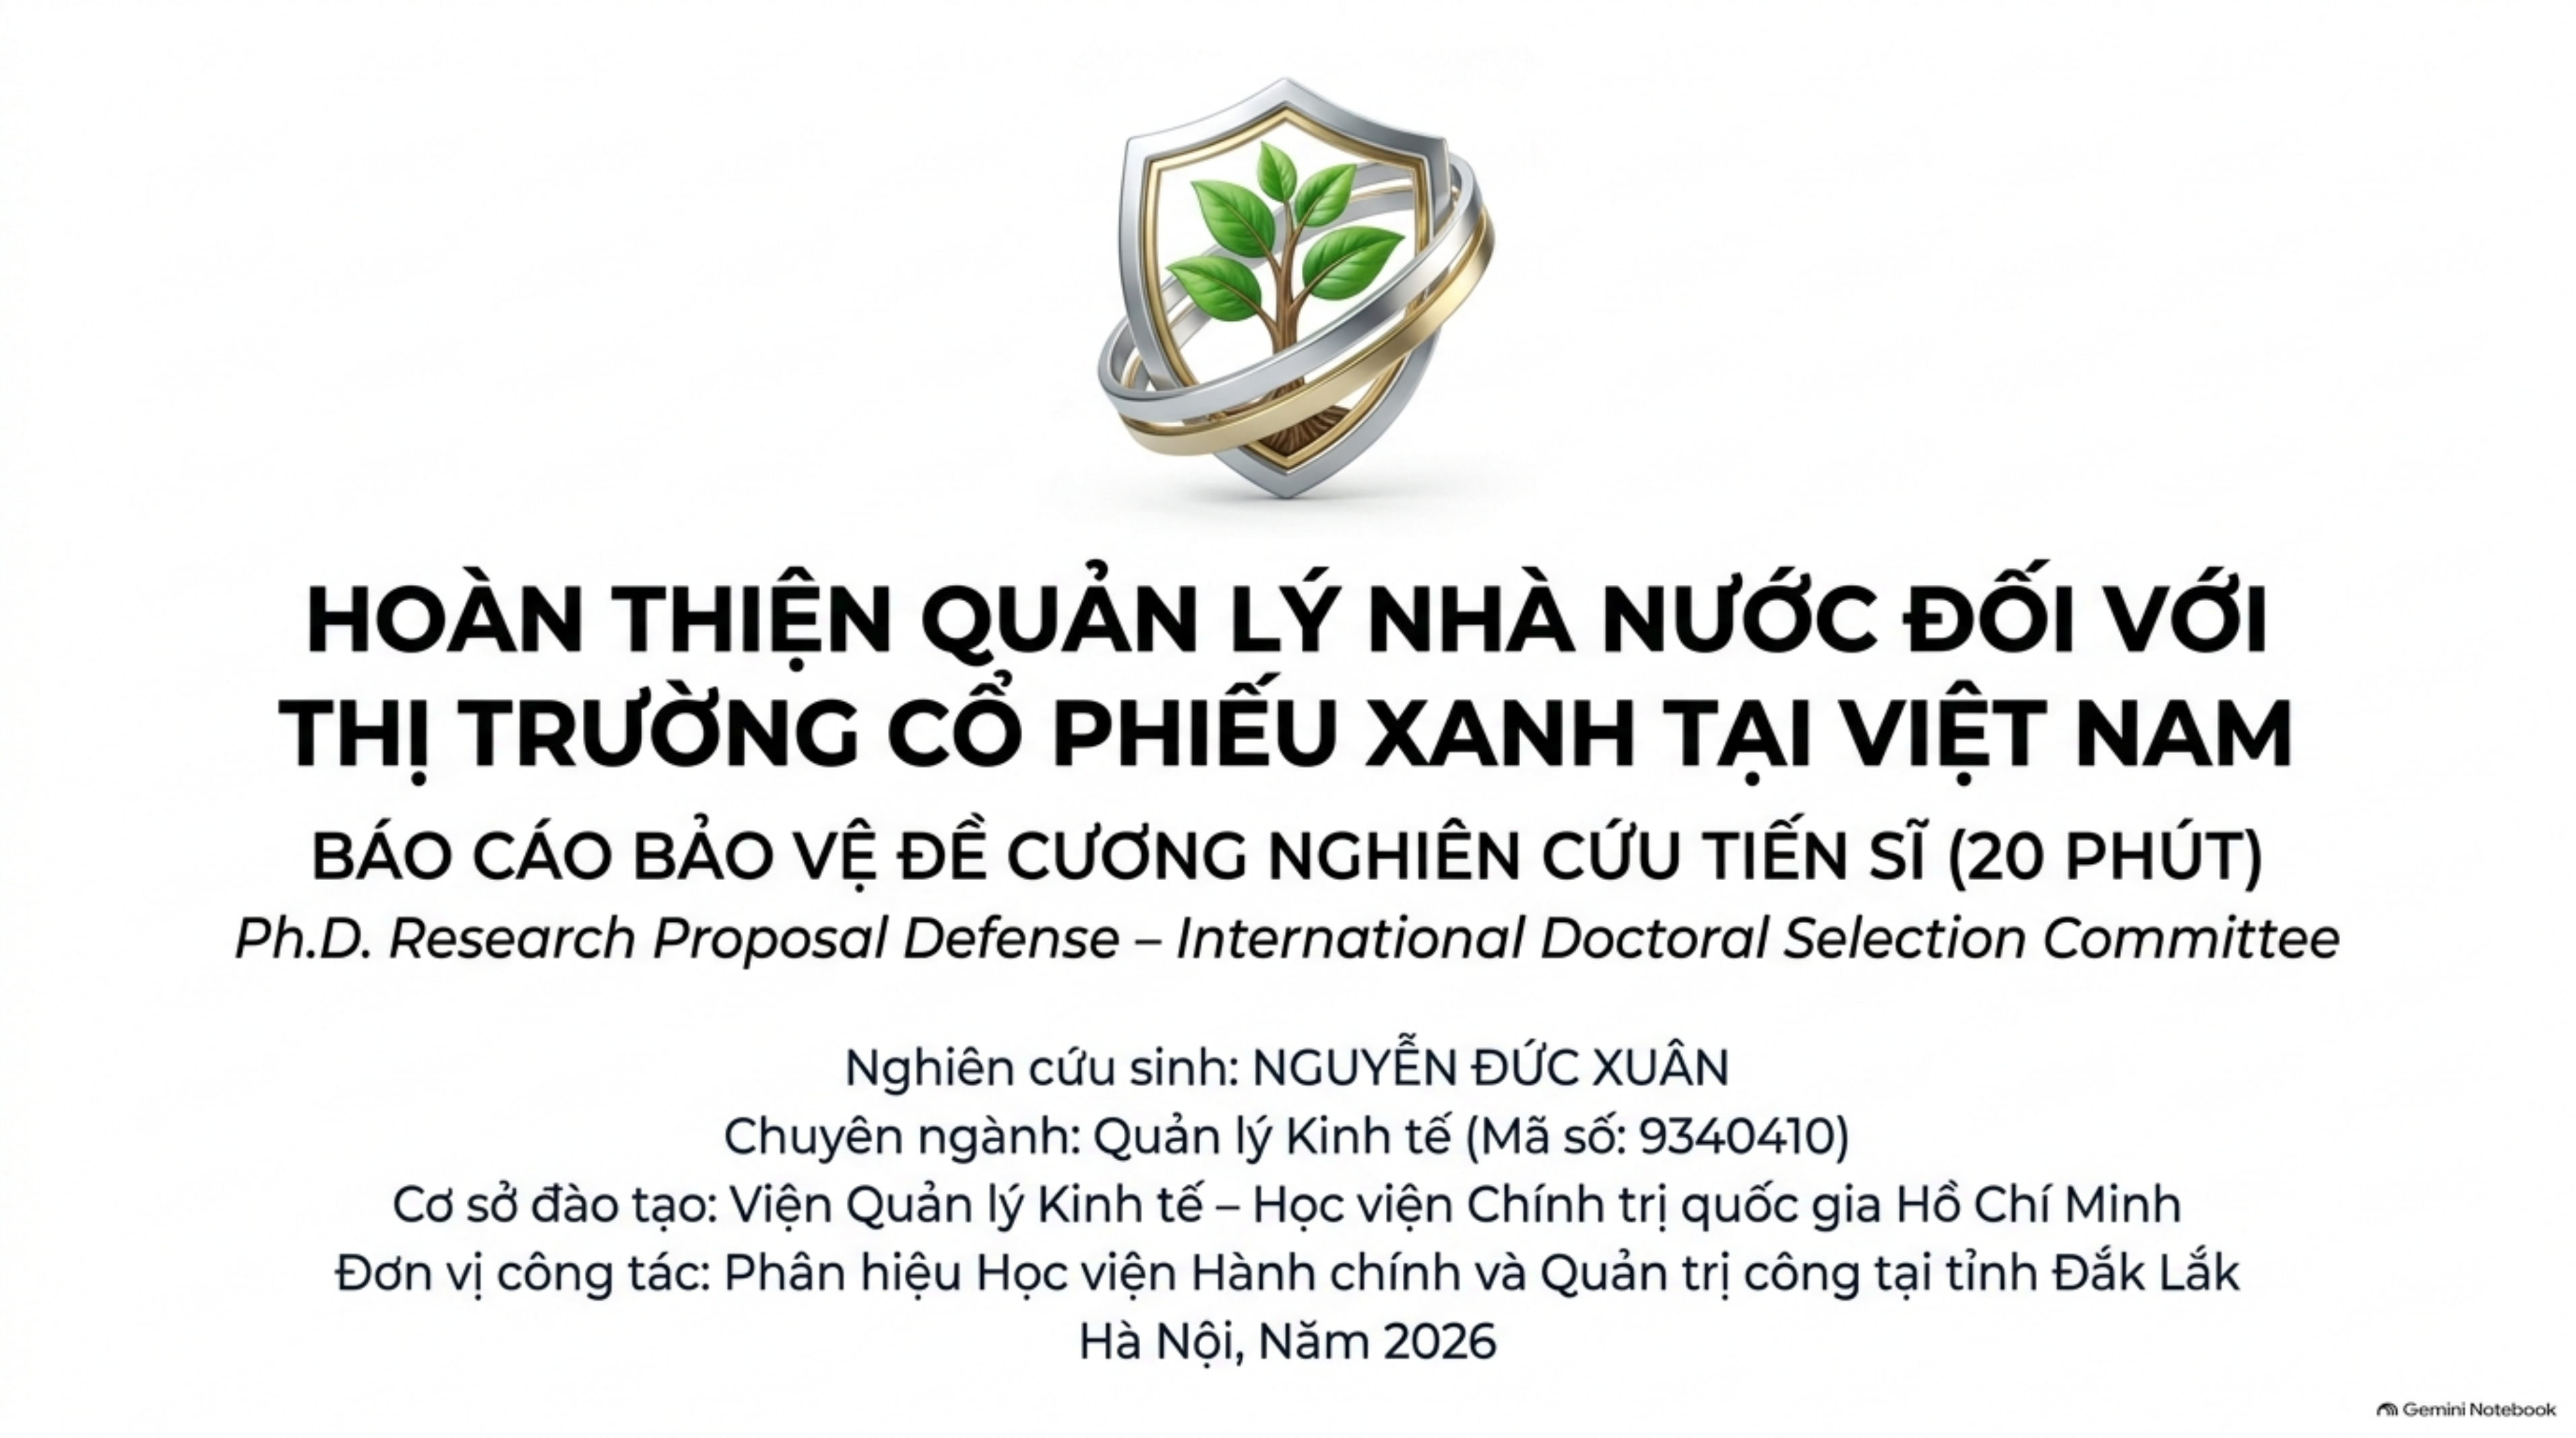 HOÀN THIỆN QUẢN LÝ NHÀ NƯỚC ĐỐI VỚI
THỊ TRƯỜNG CỔ PHIẾU XANH TẠI VIỆT NAM
BÁO CÁO BẢO VỆ ĐỀ CƯƠNG NGHIÊN CỨU TIẾN SĨ (20 PHÚT)
Ph.D. Research Proposal Defense – International Doctoral Selection Committee
Nghiên cứu sinh: NGUYỄN ĐỨC XUÂN
Chuyên ngành: Quản lý Kinh tế (Mã số: 9340410)
Cơ sở đào tạo: Viện Quản lý Kinh tế – Học viện Chính trị quốc gia Hồ Chí Minh
Đơn vị công tác: Phân hiệu Học viện Hành chính và Quản trị công tại tỉnh Đắk Lắk
Hà Nội, Năm 2026
Gemini Notebook